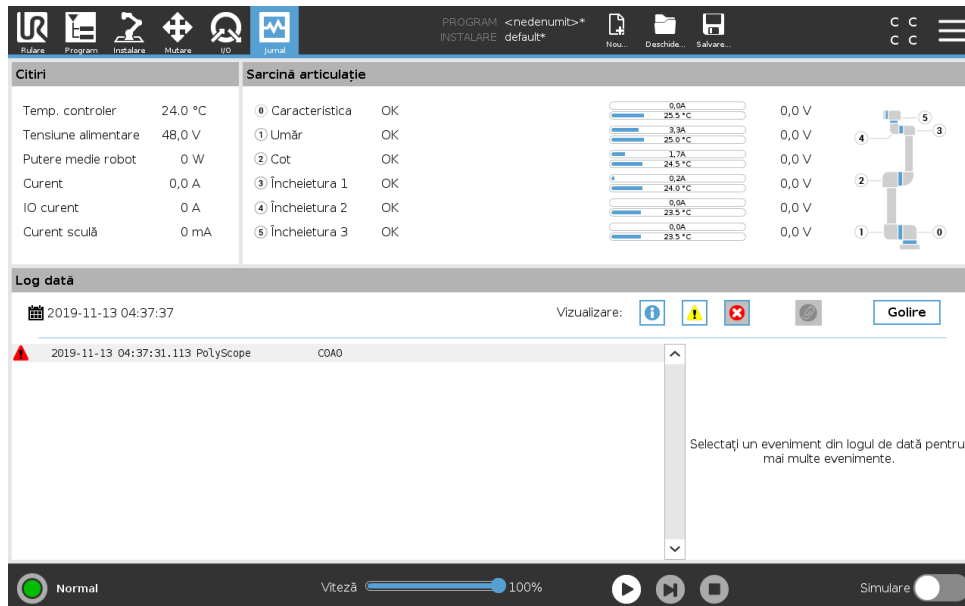 UR
Rulare Program Instalare Mutare I/O Jurnal
PROGRAM <nedenumit>*
INSTALARE default*
Nou... Deschide... Salvare...
C C
C C
Citiri
Temp. controler 24.0 °C
Tensiune alimentare 48,0 V
Putere medie robot 0 W
Curent 0,0 A
IO curent 0 A
Curent sculă 0 mA
Sarcină articulație
0 Caracteristica OK 0,0A 25.5 °C 0,0 V
1 Umăr OK 3,3A 25.0 °C 0,0 V
2 Cot OK 1,7A 24.5 °C 0,0 V
3 Încheietura 1 OK 0,2A 24.0 °C 0,0 V
4 Încheietura 2 OK 0,0A 23.5 °C 0,0 V
5 Încheietura 3 OK 0,0A 23.5 °C 0,0 V
5
4 3
2
1 0
Log dată
2019-11-13 04:37:37 Vizualizare: Golire
2019-11-13 04:37:31.113 PolyScope C0A0
Selectați un eveniment din logul de dată pentru
mai multe evenimente.
Normal Viteză 100% Simulare